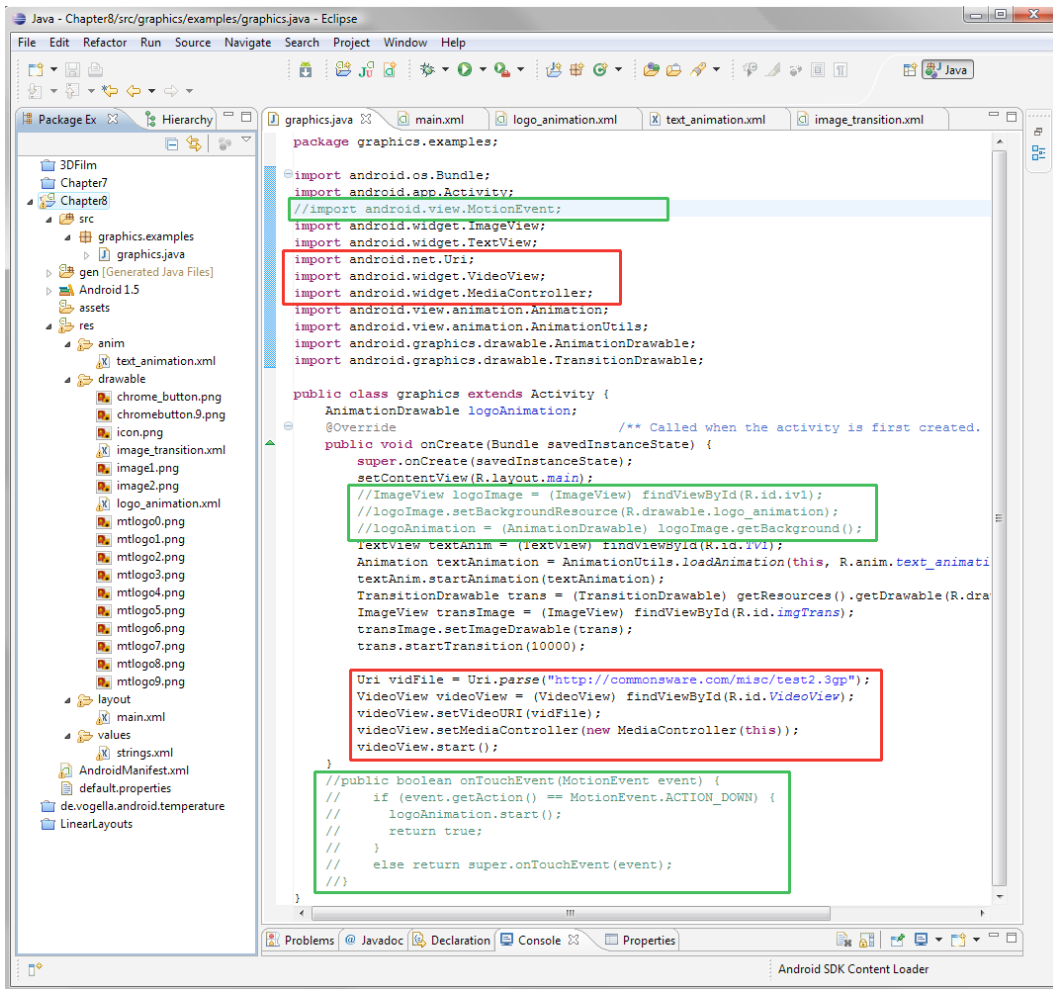 Java - Chapter8/src/graphics/examples/graphics.java - Eclipse
File Edit Refactor Run Source Navigate Search Project Window Help
Java
Package Ex
Hierarchy
graphics.java
main.xml
logo_animation.xml
text_animation.xml
image_transition.xml
3DFilm
Chapter7
Chapter8
src
graphics.examples
graphics.java
gen [Generated Java Files]
Android 1.5
assets
res
anim
text_animation.xml
drawable
chrome_button.png
chromebutton.9.png
icon.png
image_transition.xml
image1.png
image2.png
logo_animation.xml
mtlogo0.png
mtlogo1.png
mtlogo2.png
mtlogo3.png
mtlogo4.png
mtlogo5.png
mtlogo6.png
mtlogo7.png
mtlogo8.png
mtlogo9.png
layout
main.xml
values
strings.xml
AndroidManifest.xml
default.properties
de.vogella.android.temperature
LinearLayouts
package graphics.examples;
import android.os.Bundle;
import android.app.Activity;
//import android.view.MotionEvent;
import android.widget.ImageView;
import android.widget.TextView;
import android.net.Uri;
import android.widget.VideoView;
import android.widget.MediaController;
import android.view.animation.Animation;
import android.view.animation.AnimationUtils;
import android.graphics.drawable.AnimationDrawable;
import android.graphics.drawable.TransitionDrawable;
public class graphics extends Activity {
AnimationDrawable logoAnimation;
@Override /** Called when the activity is first created.
public void onCreate(Bundle savedInstanceState) {
super.onCreate(savedInstanceState);
setContentView(R.layout.main);
//ImageView logoImage = (ImageView) findViewById(R.id.iv1);
//logoImage.setBackgroundResource(R.drawable.logo_animation);
//logoAnimation = (AnimationDrawable) logoImage.getBackground();
TextView textAnim = (TextView) findViewById(R.id.TV1);
Animation textAnimation = AnimationUtils.loadAnimation(this, R.anim.text_animati
textAnim.startAnimation(textAnimation);
TransitionDrawable trans = (TransitionDrawable) getResources().getDrawable(R.dra
ImageView transImage = (ImageView) findViewById(R.id.imgTrans);
transImage.setImageDrawable(trans);
trans.startTransition(10000);
Uri vidFile = Uri.parse("http://commonsware.com/misc/test2.3gp");
VideoView videoView = (VideoView) findViewById(R.id.VideoView);
videoView.setVideoURI(vidFile);
videoView.setMediaController(new MediaController(this));
videoView.start();
}
//public boolean onTouchEvent(MotionEvent event) {
// if (event.getAction() == MotionEvent.ACTION_DOWN) {
// logoAnimation.start();
// return true;
// }
// else return super.onTouchEvent(event);
//}
}
Problems @ Javadoc Declaration Console Properties
Android SDK Content Loader